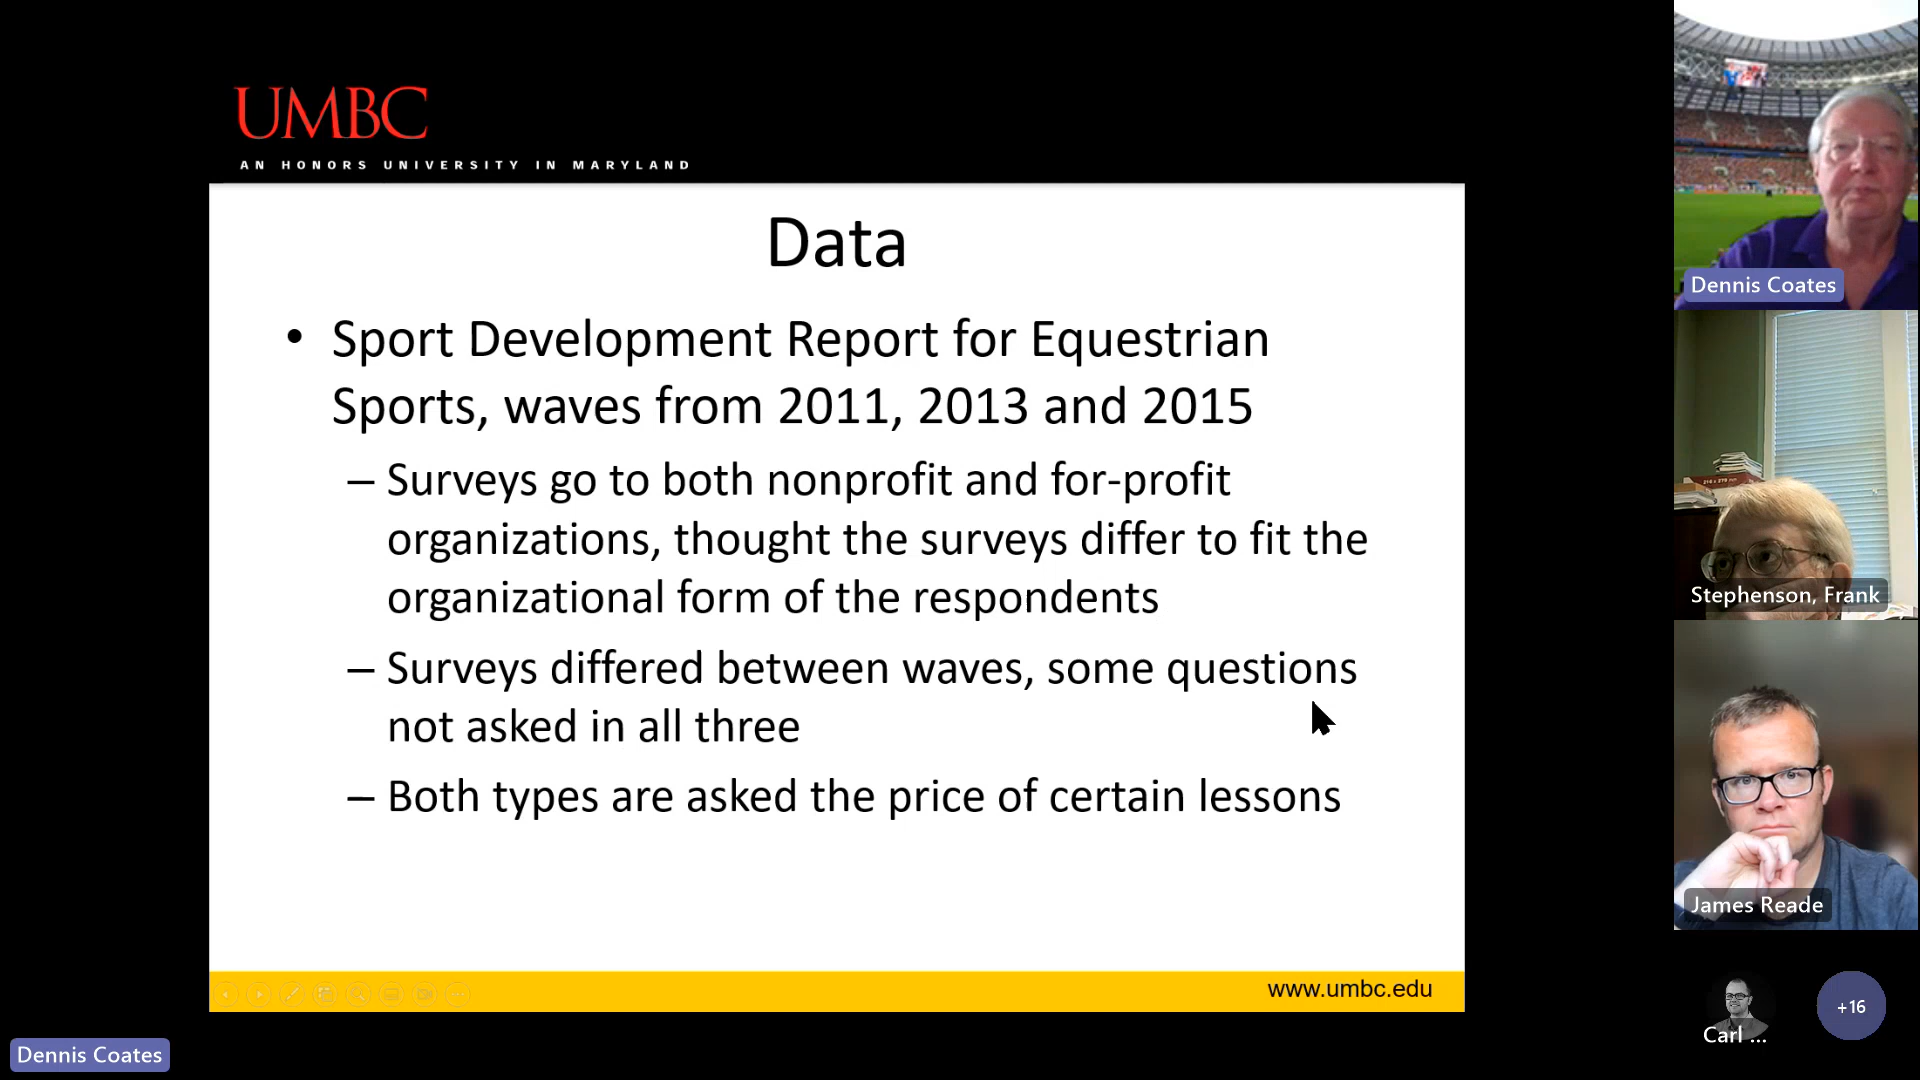 UMBC
AN HONORS UNIVERSITY IN MARYLAND
Data
• Sport Development Report for Equestrian
Sports, waves from 2011, 2013 and 2015
– Surveys go to both nonprofit and for-profit
organizations, thought the surveys differ to fit the
organizational form of the respondents
– Surveys differed between waves, some questions
not asked in all three
– Both types are asked the price of certain lessons
www.umbc.edu
Dennis Coates
Dennis Coates
Stephenson, Frank
James Reade
Carl ...
+16